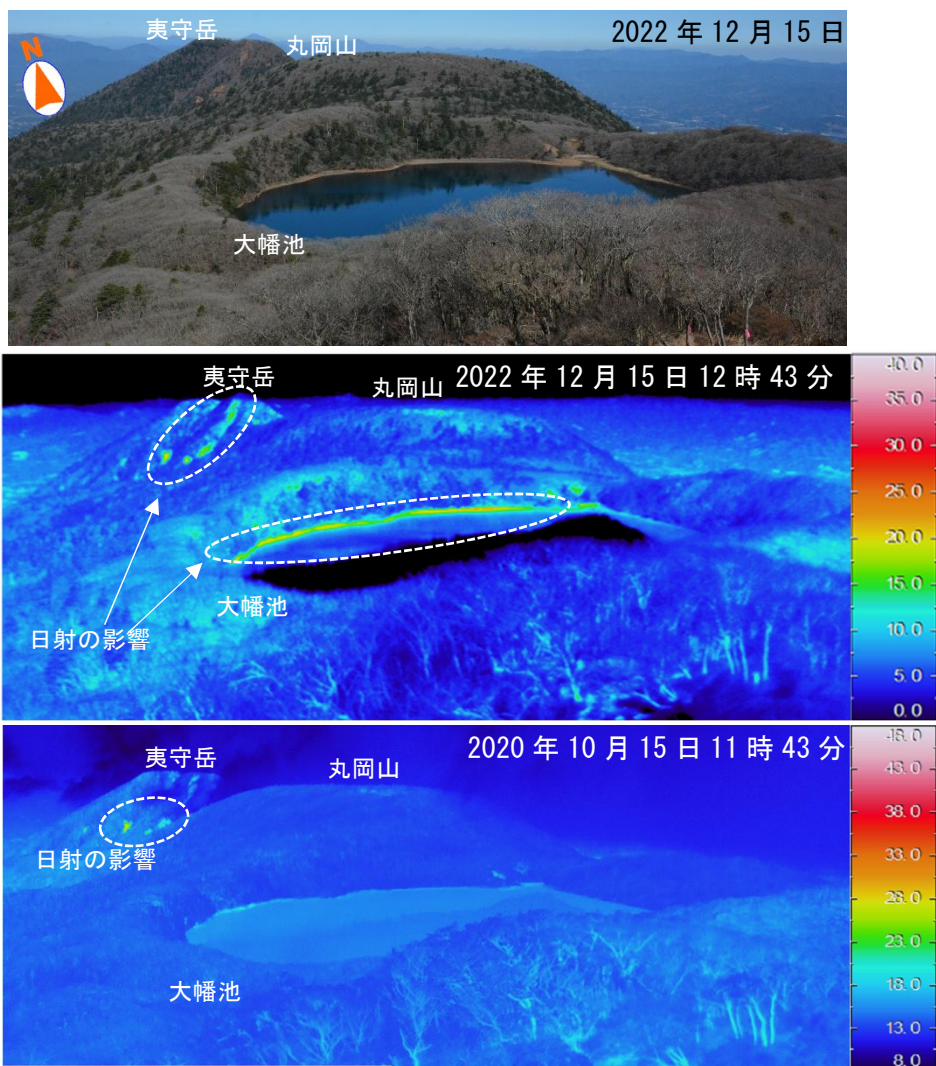 夷守岳
丸岡山
2022年12月15日
N
大幡池
夷守岳
丸岡山
2022年12月15日12時43分
大幡池
日射の影響
40.0
35.0
30.0
25.0
20.0
15.0
10.0
5.0
0.0
夷守岳
丸岡山
2020年10月15日11時43分
日射の影響
大幡池
48.0
43.0
38.0
33.0
28.0
23.0
18.0
13.0
8.0